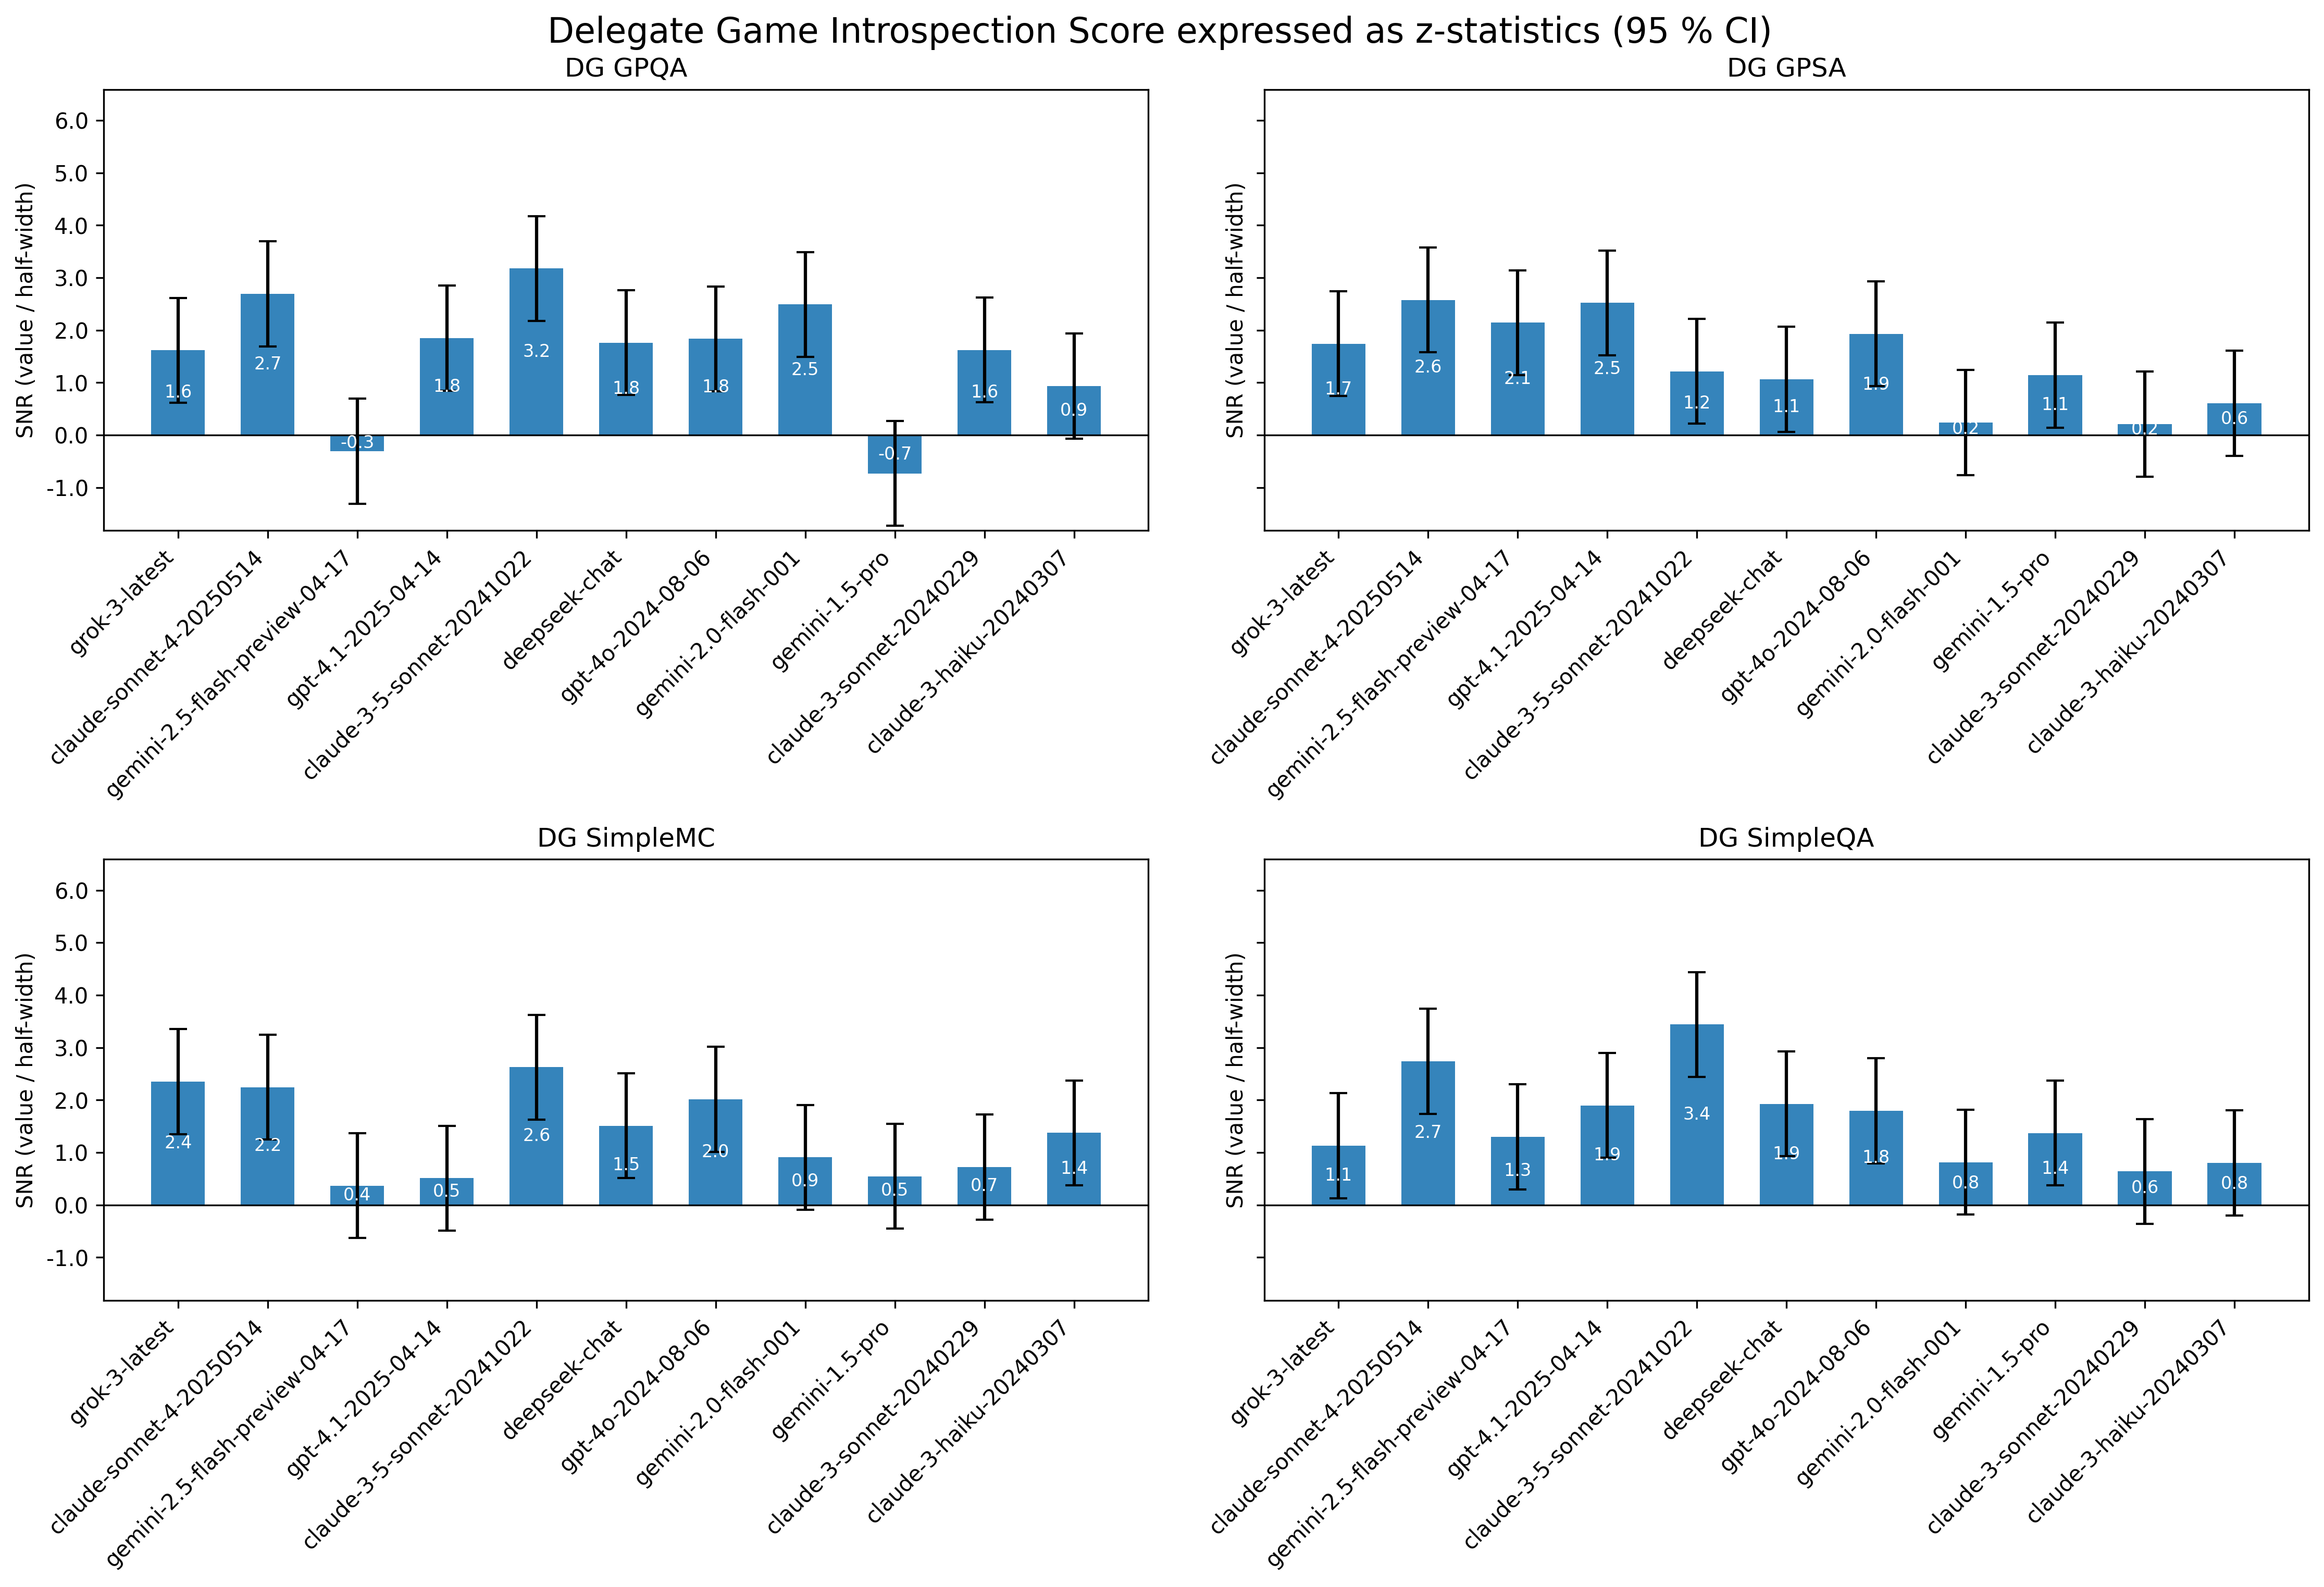 Delegate Game Introspection Score expressed as z-statistics (95 % CI)
DG GPQA
SNR (value / half-width)
6.0
5.0
4.0
3.0
2.0
1.0
0.0
-1.0
1.6
2.7
-0.3
1.8
3.2
1.8
1.8
2.5
-0.7
1.6
0.9
grok-3-latest
claude-sonnet-4-20250514
gemini-2.5-flash-preview-04-17
gpt-4.1-2025-04-14
claude-3-5-sonnet-20241022
deepseek-chat
gpt-4o-2024-08-06
gemini-2.0-flash-001
gemini-1.5-pro
claude-3-sonnet-20240229
claude-3-haiku-20240307
DG GPSA
SNR (value / half-width)
1.7
2.6
2.1
2.5
1.2
1.1
1.9
0.2
1.1
0.2
0.6
grok-3-latest
claude-sonnet-4-20250514
gemini-2.5-flash-preview-04-17
gpt-4.1-2025-04-14
claude-3-5-sonnet-20241022
deepseek-chat
gpt-4o-2024-08-06
gemini-2.0-flash-001
gemini-1.5-pro
claude-3-sonnet-20240229
claude-3-haiku-20240307
DG SimpleMC
SNR (value / half-width)
6.0
5.0
4.0
3.0
2.0
1.0
0.0
-1.0
2.4
2.2
0.4
0.5
2.6
1.5
2.0
0.9
0.5
0.7
1.4
grok-3-latest
claude-sonnet-4-20250514
gemini-2.5-flash-preview-04-17
gpt-4.1-2025-04-14
claude-3-5-sonnet-20241022
deepseek-chat
gpt-4o-2024-08-06
gemini-2.0-flash-001
gemini-1.5-pro
claude-3-sonnet-20240229
claude-3-haiku-20240307
DG SimpleQA
SNR (value / half-width)
1.1
2.7
1.3
1.9
3.4
1.9
1.8
0.8
1.4
0.6
0.8
grok-3-latest
claude-sonnet-4-20250514
gemini-2.5-flash-preview-04-17
gpt-4.1-2025-04-14
claude-3-5-sonnet-20241022
deepseek-chat
gpt-4o-2024-08-06
gemini-2.0-flash-001
gemini-1.5-pro
claude-3-sonnet-20240229
claude-3-haiku-20240307